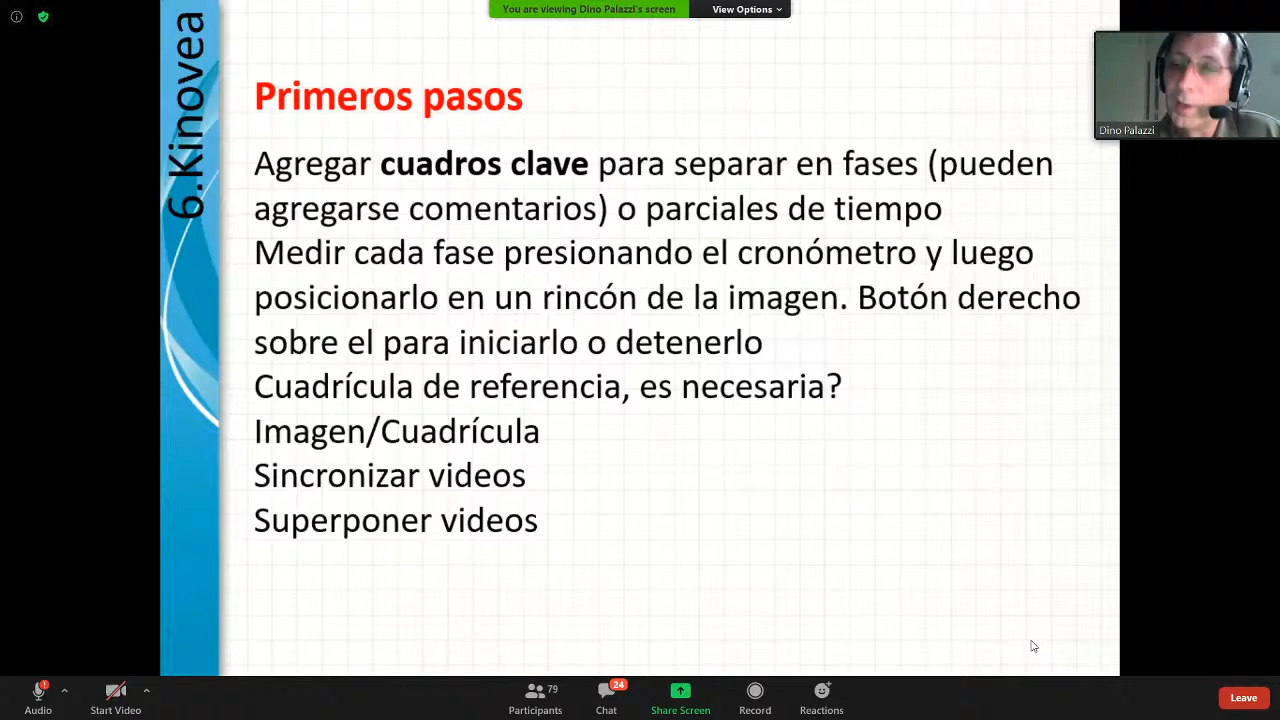 You are viewing Dino Palazzi's screen
View Options
6.Kinovea
Dino Palazzi
Primeros pasos
Agregar cuadros clave para separar en fases (pueden
agregarse comentarios) o parciales de tiempo
Medir cada fase presionando el cronómetro y luego
posicionarlo en un rincón de la imagen. Botón derecho
sobre el para iniciarlo o detenerlo
Cuadrícula de referencia, es necesaria?
Imagen/Cuadrícula
Sincronizar videos
Superponer videos
Audio
Start Video
79
Participants
24
Chat
Share Screen
Record
Reactions
Leave